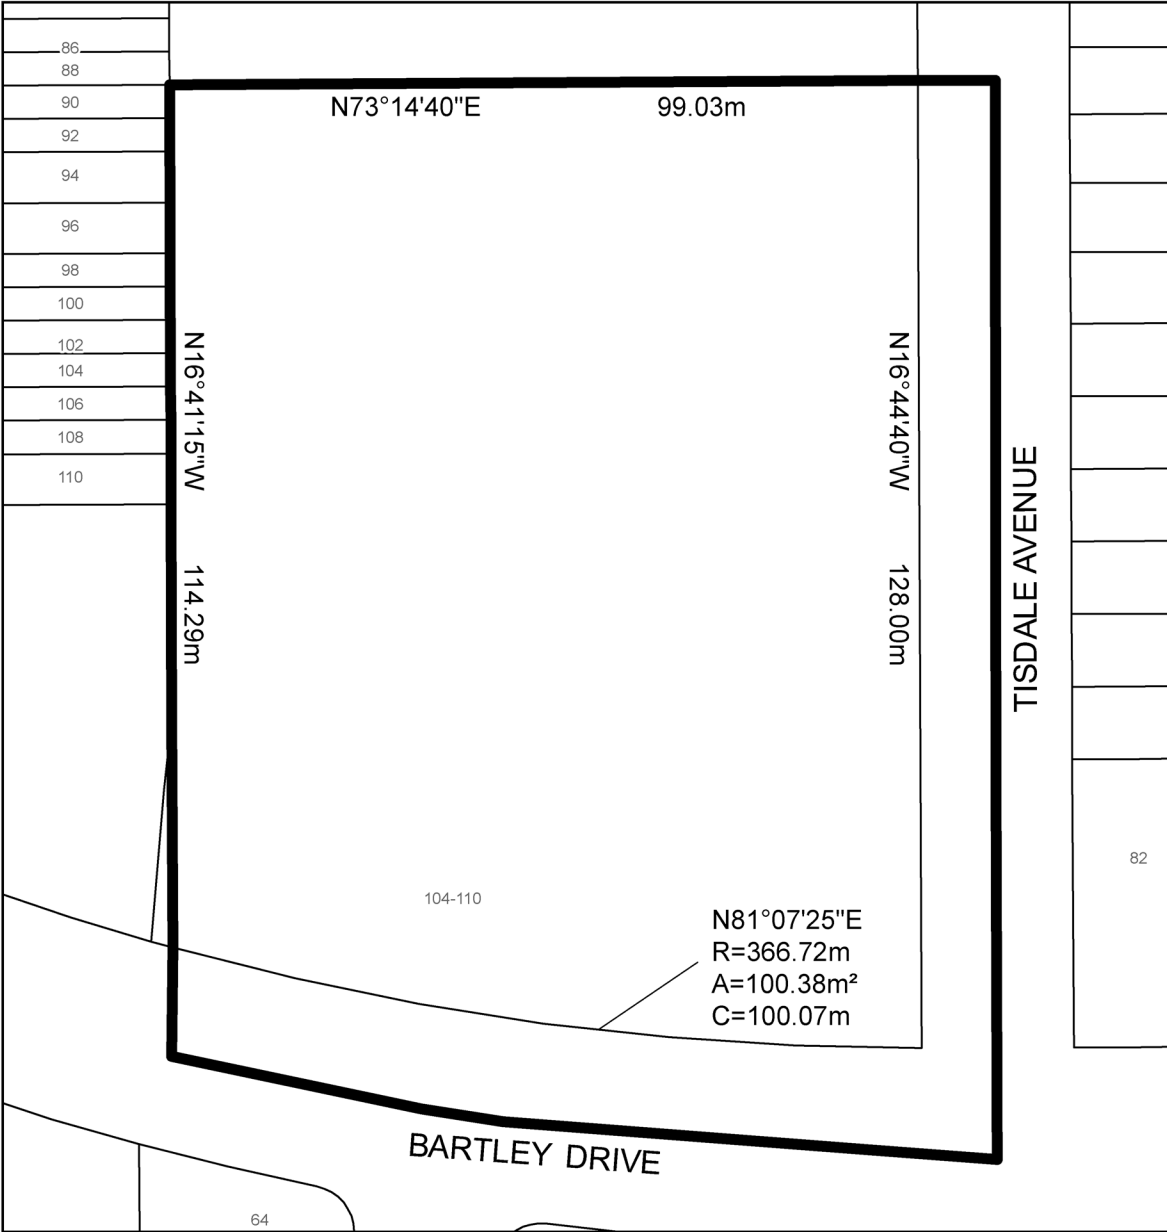 86
88
90
92
94
96
98
100
102
104
106
108
110
N73°14'40"E 99.03m
N16°41'15"W 114.29m
N16°44'40"W 128.00m
TISDALE AVENUE
82
104-110
N81°07'25"E
R=366.72m
A=100.38m²
C=100.07m
BARTLEY DRIVE
64